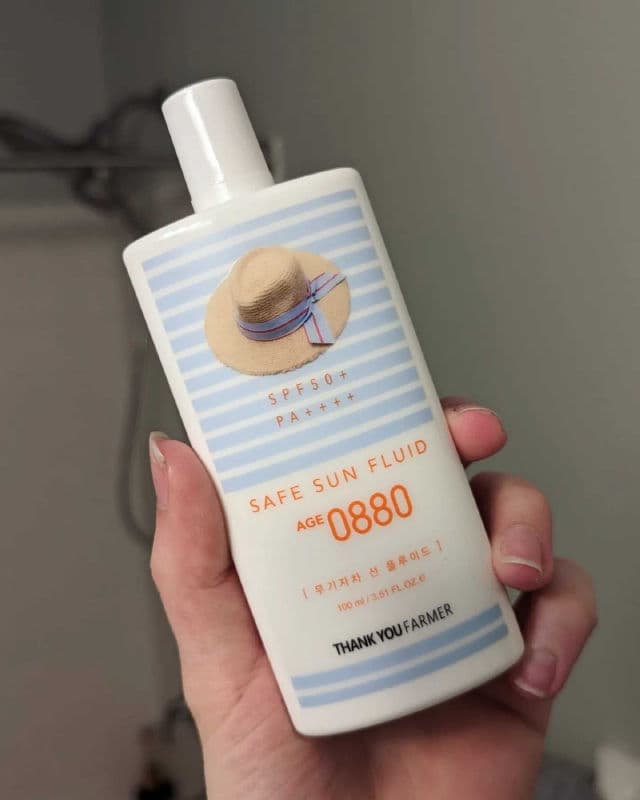 SPF50+
PA++++
SAFE SUN FLUID
AGE 0880
[ 무기자차 선 플루이드 ]
100 ml / 3.51 FL.OZ.℮
THANK YOU FARMER